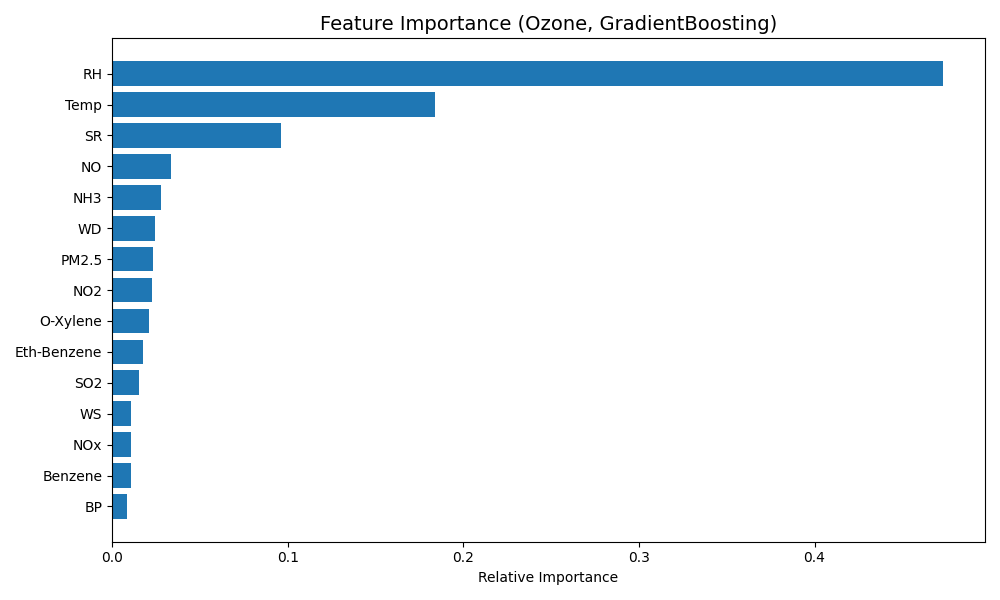 Feature Importance (Ozone, GradientBoosting)
RH
Temp
SR
NO
NH3
WD
PM2.5
NO2
O-Xylene
Eth-Benzene
SO2
WS
NOx
Benzene
BP
0.0 0.1 0.2 0.3 0.4
Relative Importance